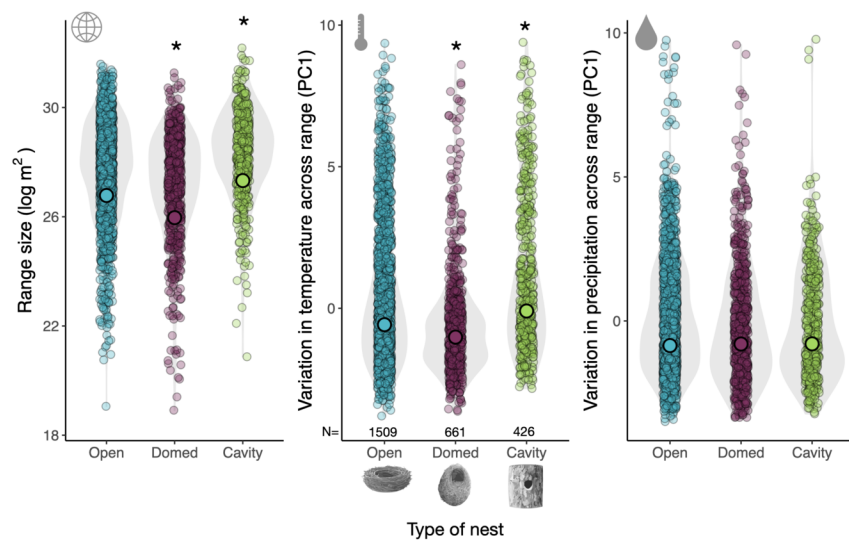 Range size (log m²)
30
26
22
18
*
*
Open Domed Cavity
Variation in temperature across range (PC1)
10
5
0
*
*
N= 1509 661 426
Open Domed Cavity
Variation in precipitation across range (PC1)
10
5
0
Open Domed Cavity
Type of nest